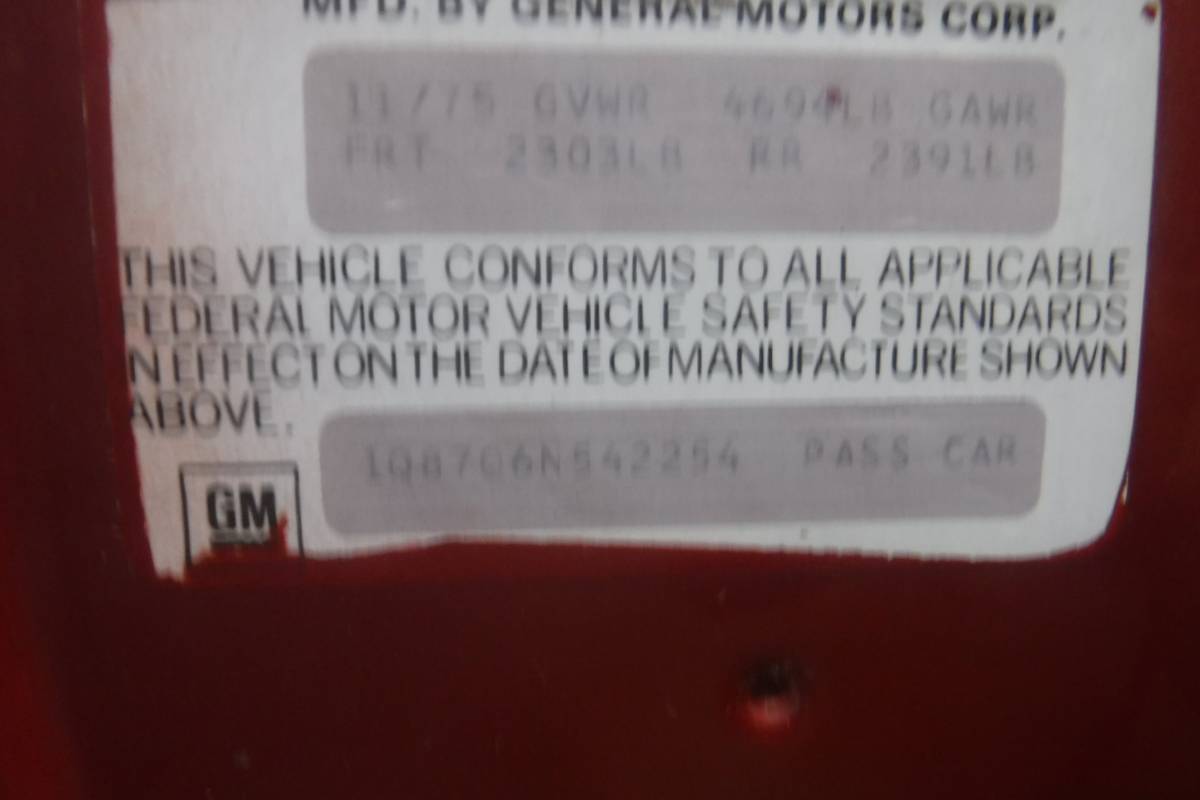 MFD. BY GENERAL MOTORS CORP.
11/75 GVWR 4694LB GAWR
FRT 2303LB RR 2391LB
THIS VEHICLE CONFORMS TO ALL APPLICABLE
FEDERAL MOTOR VEHICLE SAFETY STANDARDS
IN EFFECT ON THE DATE OF MANUFACTURE SHOWN
ABOVE.
1Q87Q6N542254 PASS CAR
GM